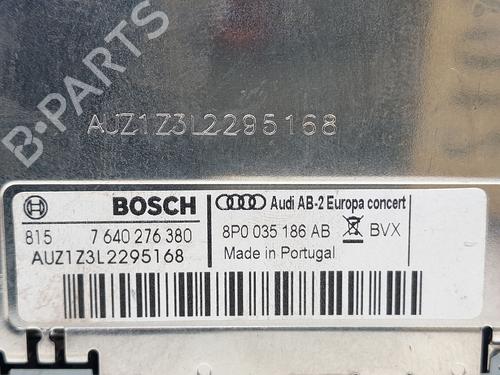 B-PARTS
AUZ1Z3L2295168
BOSCH
Audi AB-2 Europa concert
815 7 640 276 380
8P0 035 186 AB BVX
AUZ1Z3L2295168
Made in Portugal